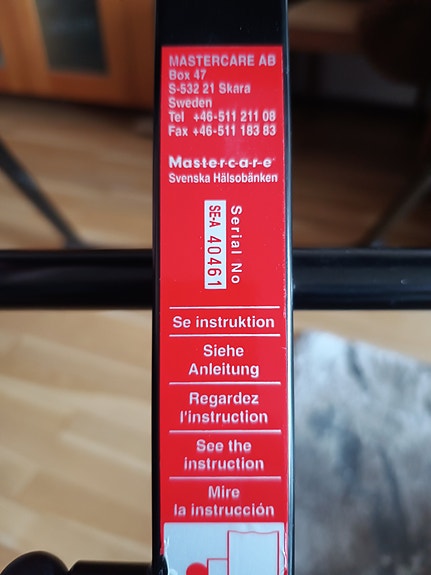 MASTERCARE AB
Box 47
S-532 21 Skara
Sweden
Tel +46-511 211 08
Fax +46-511 183 83
Master-c-a-r-e
Svenska Hälsobänken
Serial No
SE-A 40461
Se instruktion
Siehe
Anleitung
Regardez
l'instruction
See the
instruction
Mire
la instrucción